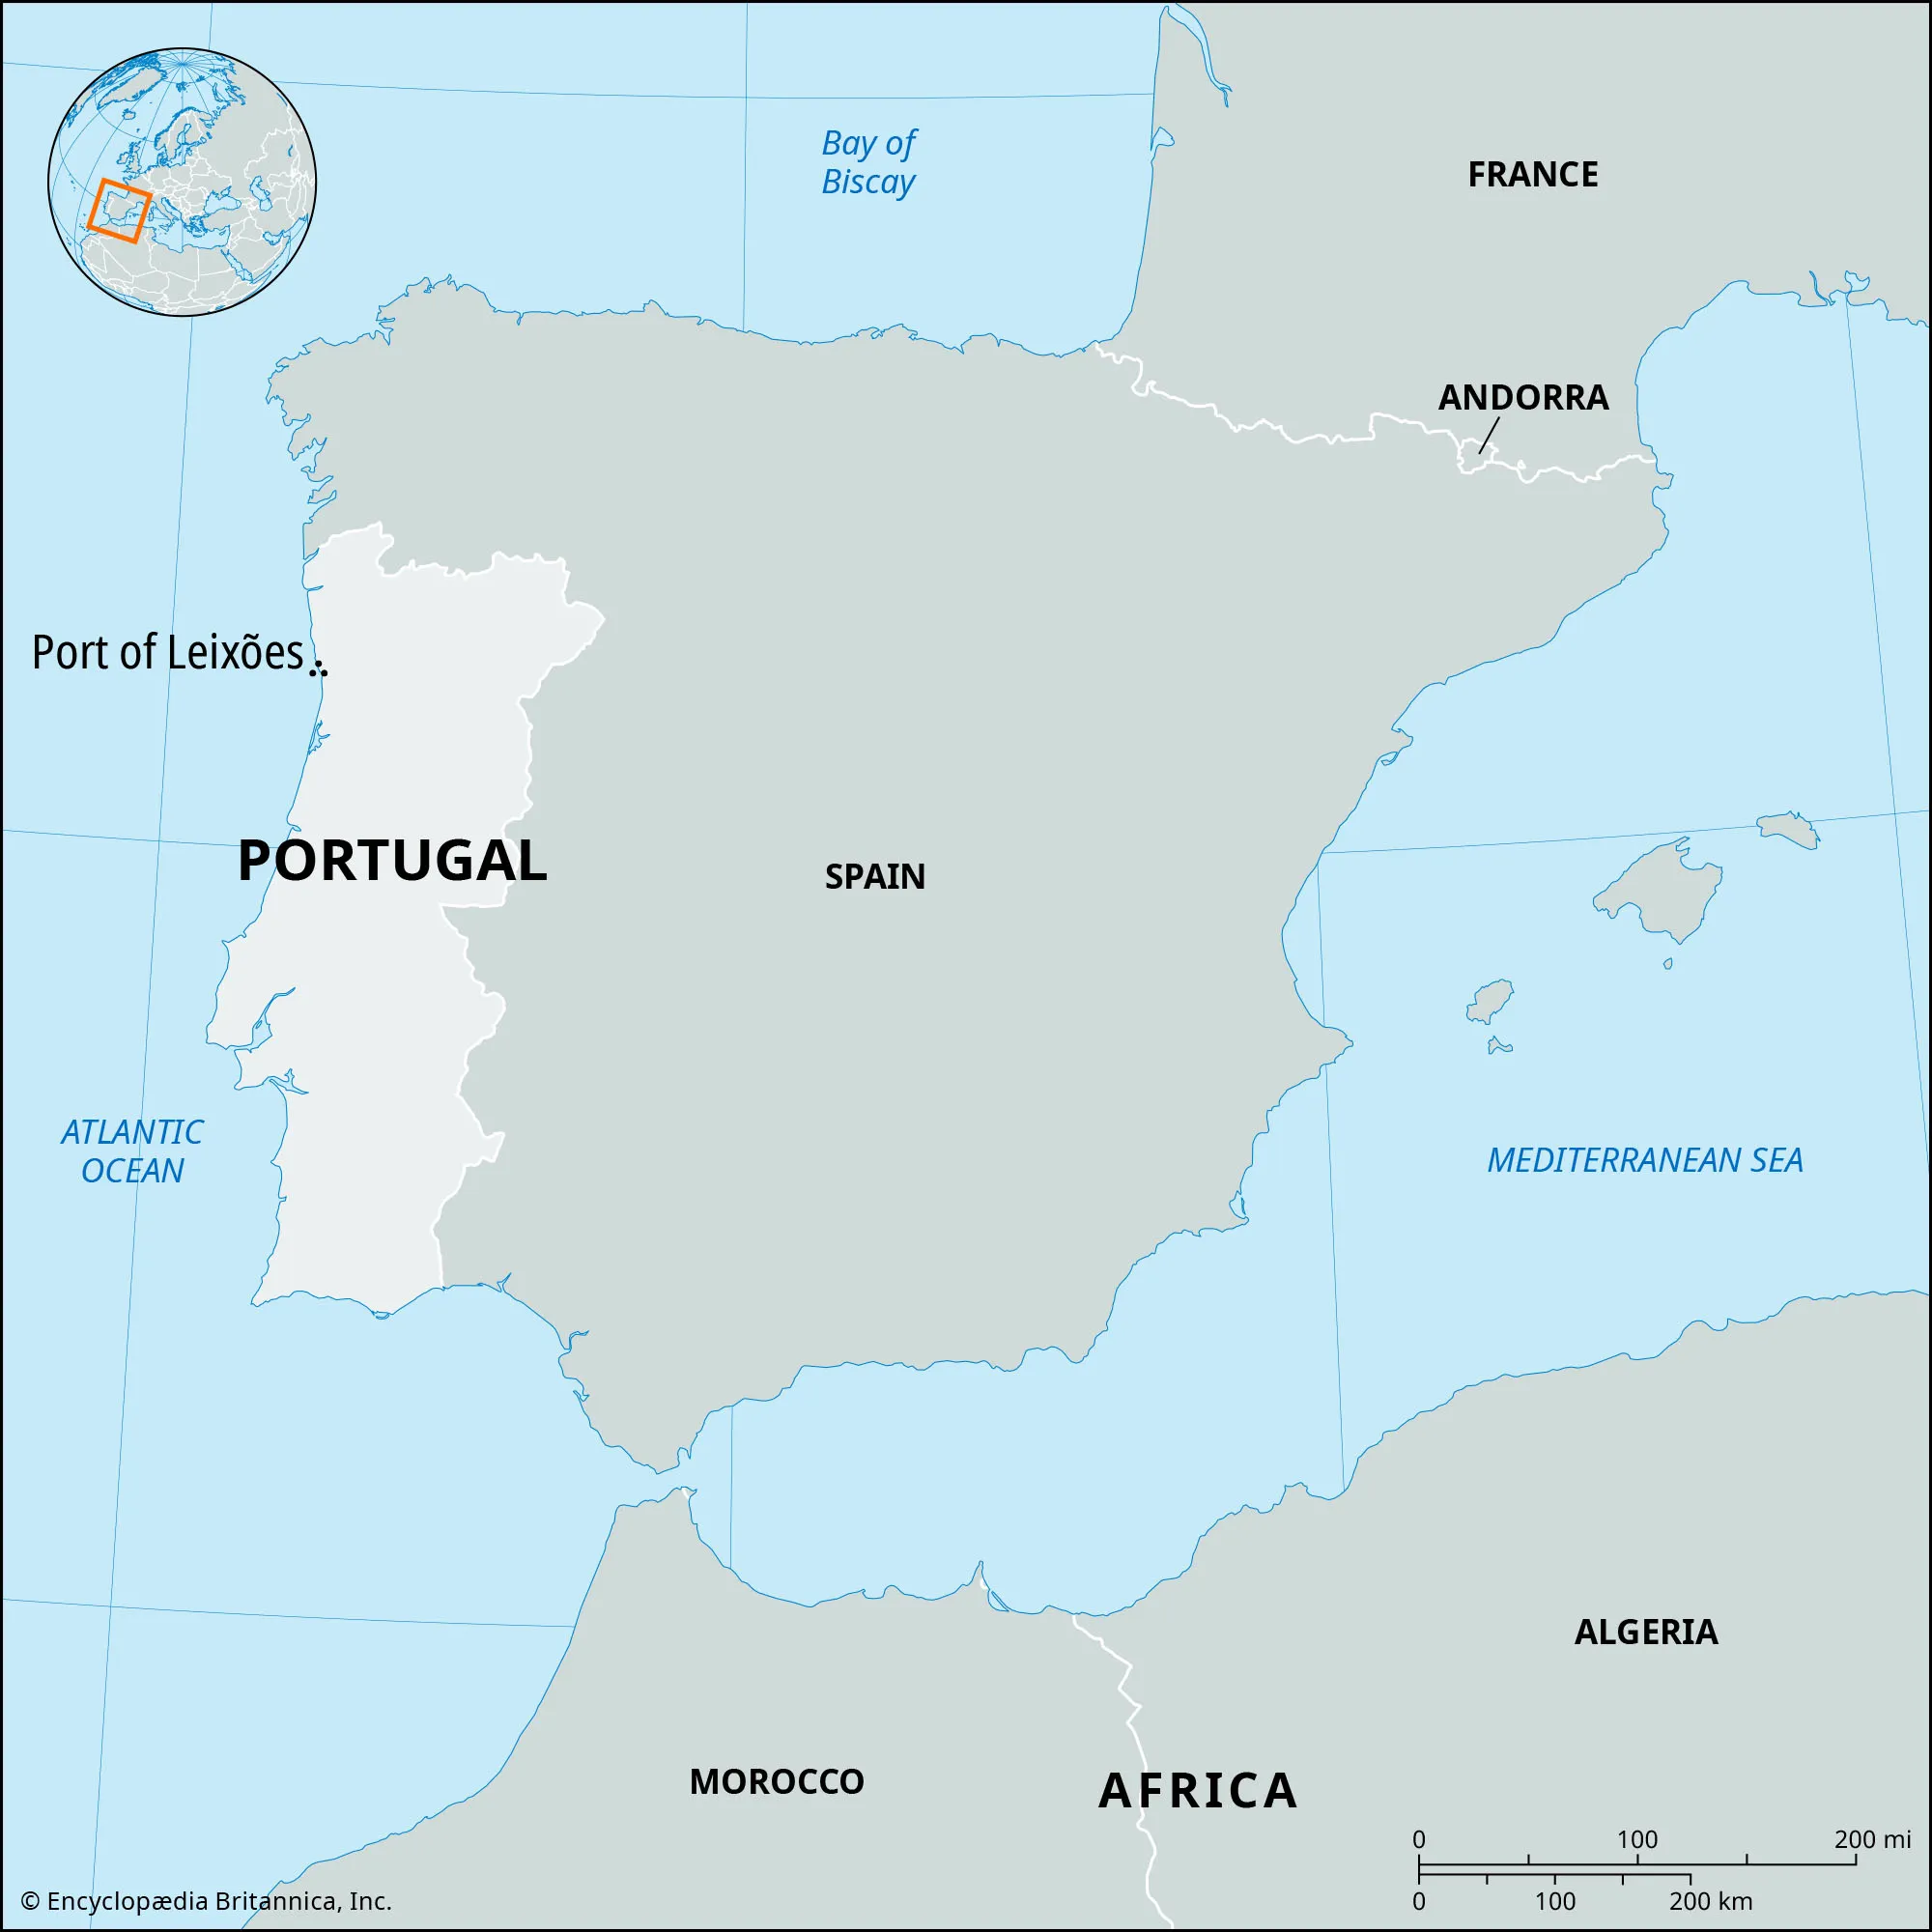 Bay of
Biscay
FRANCE
ANDORRA
Port of Leixões
PORTUGAL
SPAIN
ATLANTIC
OCEAN
MEDITERRANEAN SEA
ALGERIA
MOROCCO
AFRICA
0 100 200 mi
0 100 200 km
© Encyclopædia Britannica, Inc.